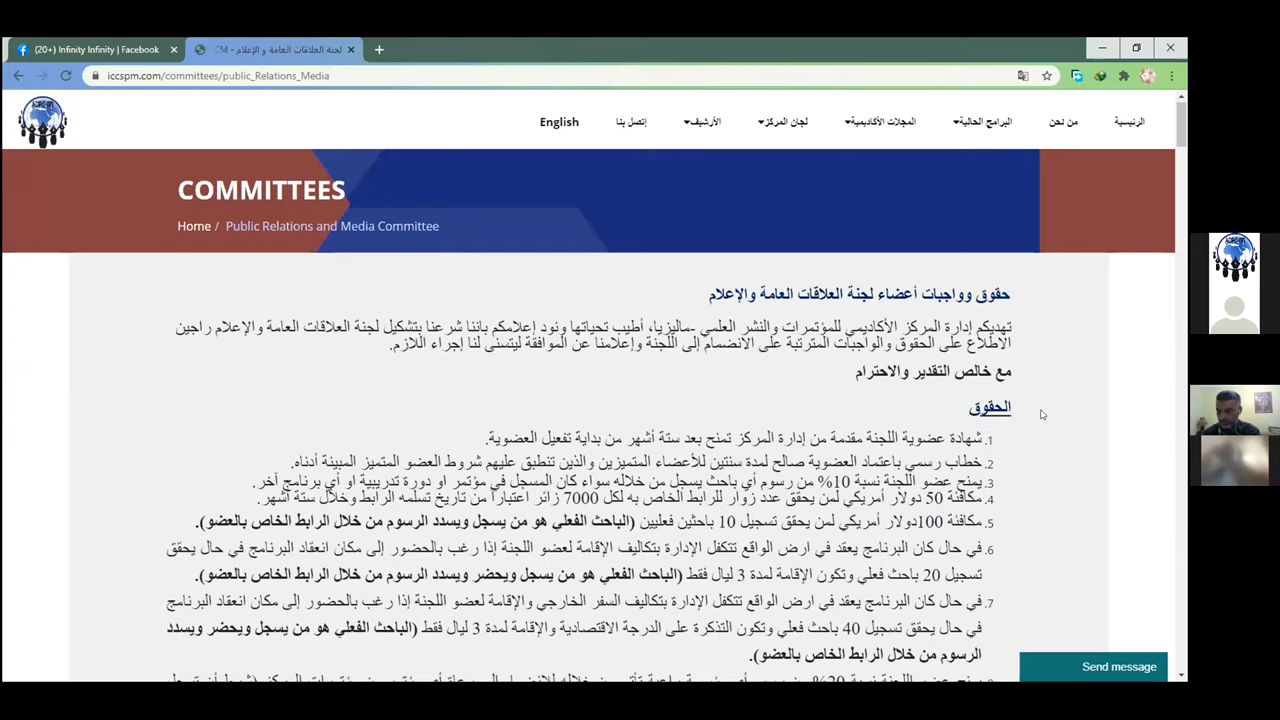 (20+) Infinity Infinity | Facebook
لجنة العلاقات العامة و الإعلام - CM
iccspm.com/committees/public_Relations_Media
الرئيسية
من نحن
البرامج الحالية
المجلات الأكاديمية
لجان المركز
الأرشيف
إتصل بنا
English
COMMITTEES
Home / Public Relations and Media Committee
حقوق وواجبات أعضاء لجنة العلاقات العامة والإعلام
تهديكم إدارة المركز الأكاديمي للمؤتمرات والنشر العلمي -ماليزيا، أطيب تحياتها ونود إعلامكم باننا شرعنا بتشكيل لجنة العلاقات العامة والإعلام راجين
الاطلاع على الحقوق والواجبات المترتبة على الانضمام إلى اللجنة وإعلامنا عن الموافقة ليتسنى لنا إجراء اللازم.
مع خالص التقدير والاحترام
الحقوق
1. شهادة عضوية اللجنة مقدمة من إدارة المركز تمنح بعد ستة أشهر من بداية تفعيل العضوية.
2. خطاب رسمي باعتماد العضوية صالح لمدة سنتين للأعضاء المتميزين والذين تنطبق عليهم شروط العضو المتميز المبينة أدناه.
3. يمنح عضو اللجنة نسبة 10% من رسوم أي باحث يسجل من خلاله سواء كان المسجل في مؤتمر او دورة تدريبية او أي برنامج آخر.
4. مكافئة 50 دولار أمريكي لمن يحقق عدد زوار للرابط الخاص به لكل 7000 زائر اعتباراً من تاريخ تسلمه الرابط وخلال ستة أشهر.
5. مكافئة 100دولار أمريكي لمن يحقق تسجيل 10 باحثين فعليين (الباحث الفعلي هو من يسجل ويسدد الرسوم من خلال الرابط الخاص بالعضو).
6. في حال كان البرنامج يعقد في ارض الواقع تتكفل الإدارة بتكاليف الإقامة لعضو اللجنة إذا رغب بالحضور إلى مكان انعقاد البرنامج في حال يحقق
تسجيل 20 باحث فعلي وتكون الإقامة لمدة 3 ليال فقط (الباحث الفعلي هو من يسجل ويحضر ويسدد الرسوم من خلال الرابط الخاص بالعضو).
7. في حال كان البرنامج يعقد في ارض الواقع تتكفل الإدارة بتكاليف السفر الخارجي والإقامة لعضو اللجنة إذا رغب بالحضور إلى مكان انعقاد البرنامج
في حال يحقق تسجيل 40 باحث فعلي وتكون التذكرة على الدرجة الاقتصادية والإقامة لمدة 3 ليال فقط (الباحث الفعلي هو من يسجل ويحضر ويسدد
الرسوم من خلال الرابط الخاص بالعضو).
Send message